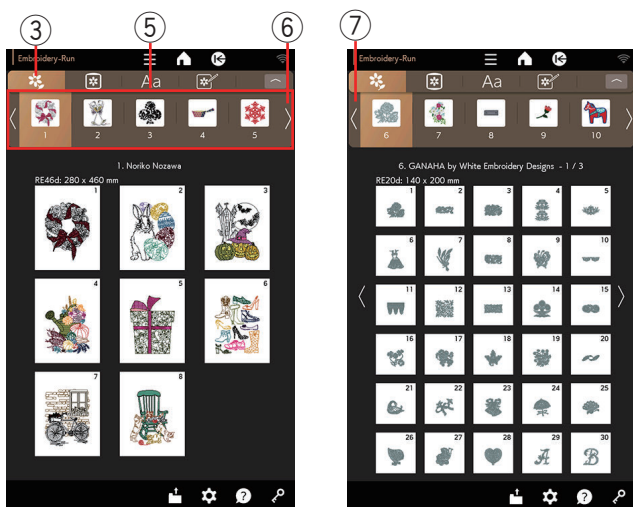 ③ ⑤ ⑥
Embroidery-Run
Aa
1 2 3 4 5
1. Noriko Nozawa
RE46d: 280 x 460 mm
1 2 3
4 5 6
7 8
?
⑦
Embroidery-Run
Aa
6 7 8 9 10
6. GANAHA by White Embroidery Designs - 1 / 3
RE20d: 140 x 200 mm
1 2 3 4 5
6 7 8 9 10
11 12 13 14 15
16 17 18 19 20
21 22 23 24 25
26 27 28 29 30
A B
?